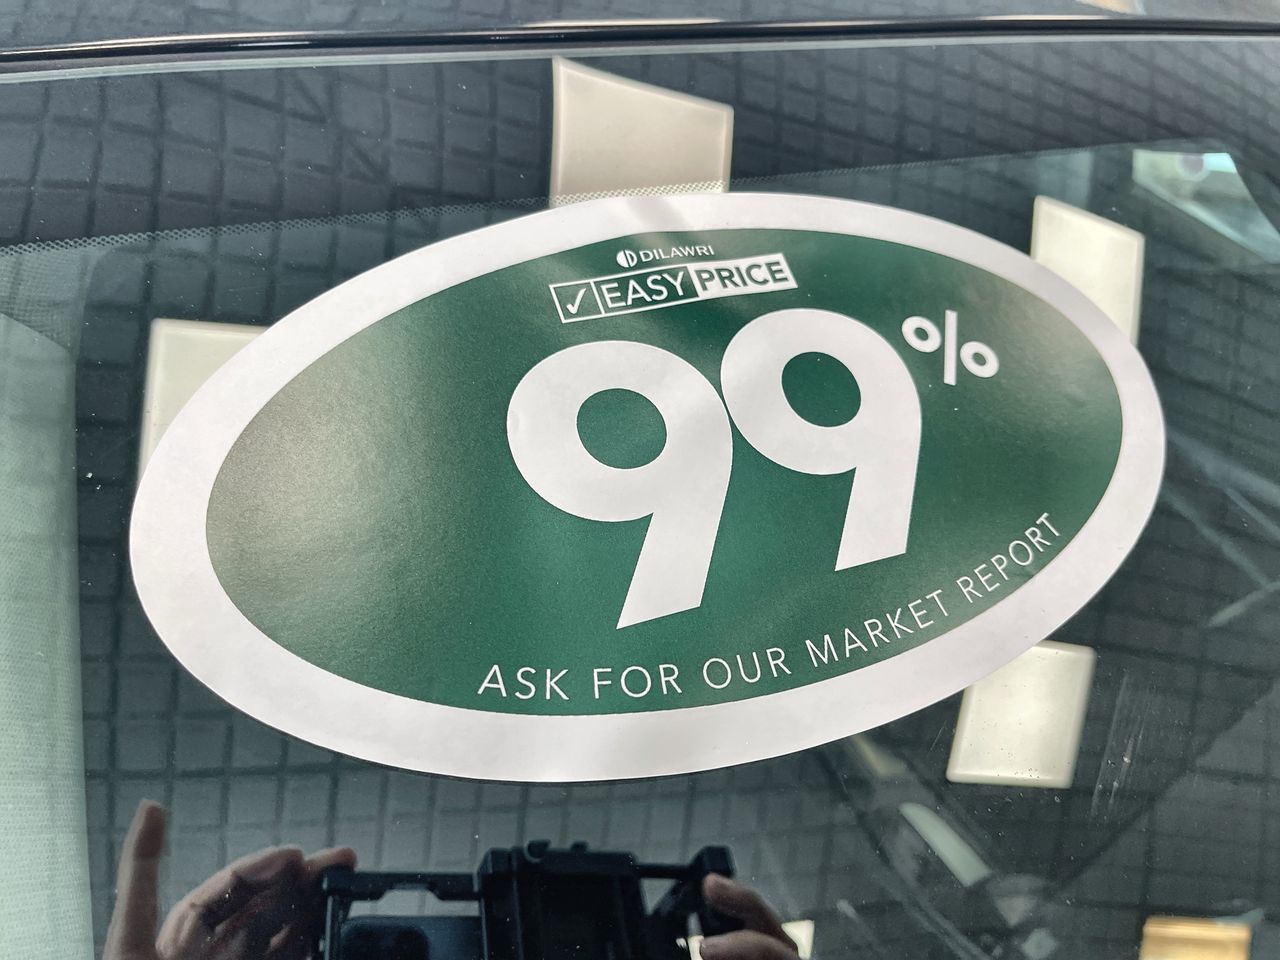 DILAWRI
✓ EASY PRICE
99%
ASK FOR OUR MARKET REPORT